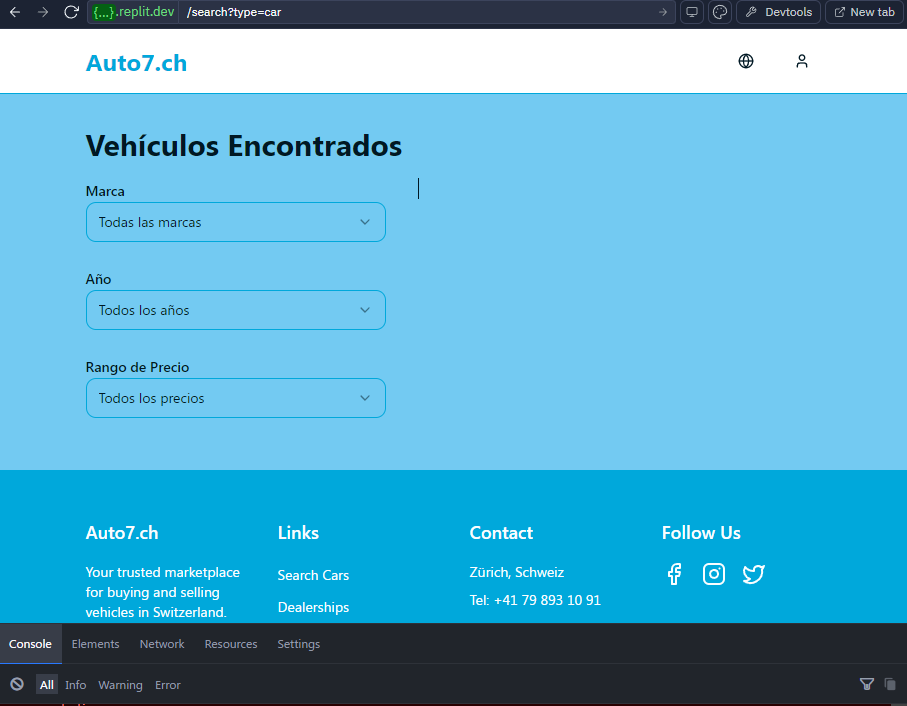 {...}.replit.dev /search?type=car Devtools New tab
Auto7.ch
Vehículos Encontrados
Marca
Todas las marcas
Año
Todos los años
Rango de Precio
Todos los precios
Auto7.ch
Your trusted marketplace
for buying and selling
vehicles in Switzerland.
Links
Search Cars
Dealerships
Contact
Zürich, Schweiz
Tel: +41 79 893 10 91
Follow Us
Console Elements Network Resources Settings
All Info Warning Error